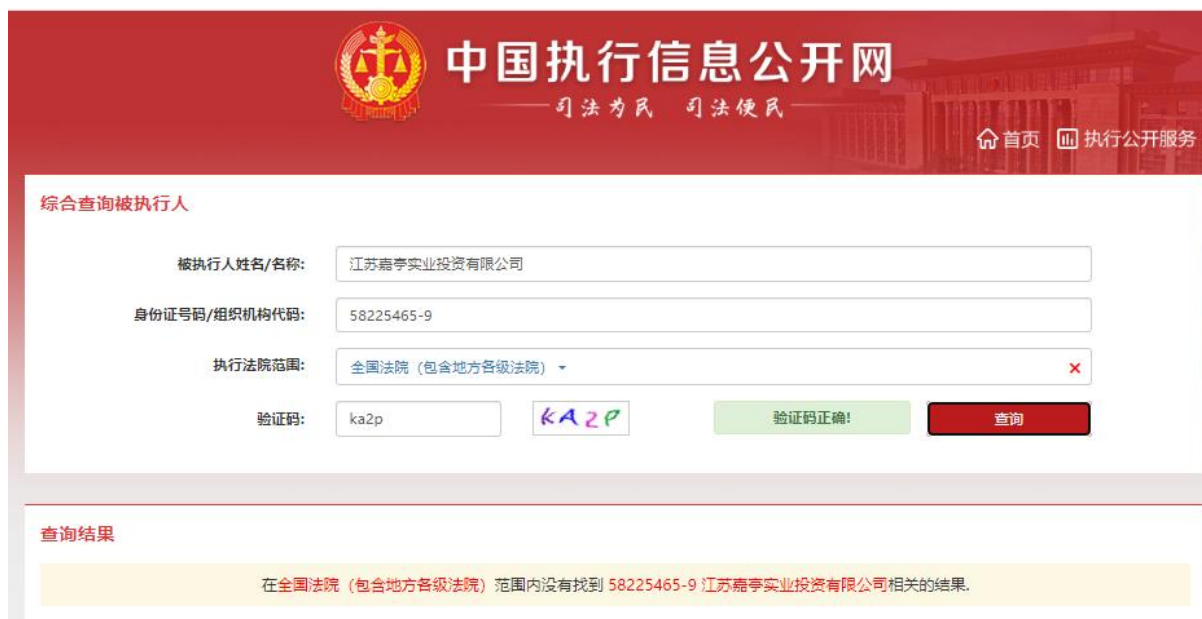 中国执行信息公开网
司法为民 司法便民
首页 执行公开服务
综合查询被执行人
被执行人姓名/名称: 江苏嘉亭实业投资有限公司
身份证号码/组织机构代码: 58225465-9
执行法院范围: 全国法院（包含地方各级法院）
验证码: ka2p KA2P 验证码正确! 查询
查询结果
在全国法院（包含地方各级法院）范围内没有找到 58225465-9 江苏嘉亭实业投资有限公司相关的结果.